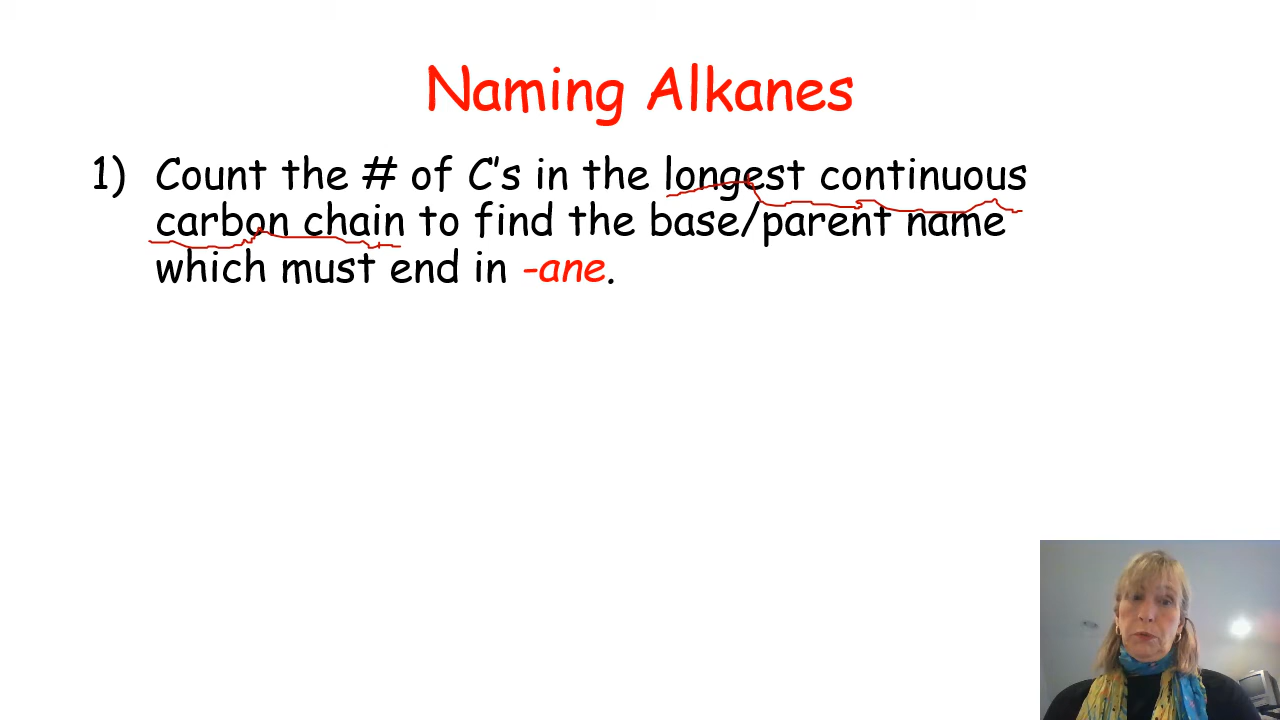 Naming Alkanes
1) Count the # of C's in the longest continuous
carbon chain to find the base/parent name
which must end in -ane.